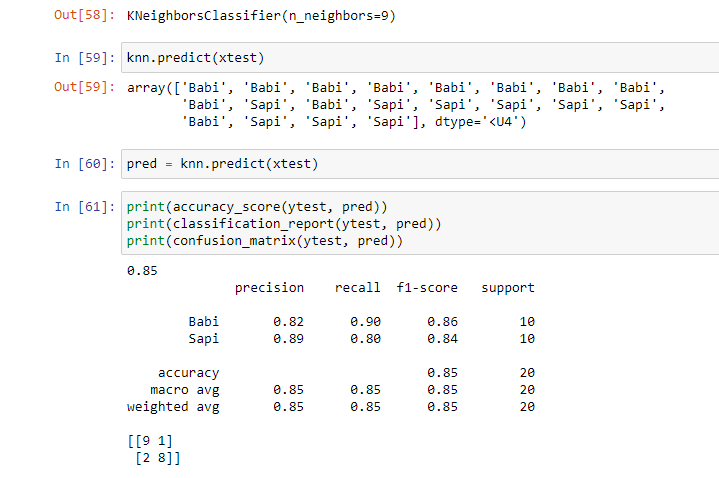 Out[58]: KNeighborsClassifier(n_neighbors=9)
In [59]: knn.predict(xtest)
Out[59]: array(['Babi', 'Babi', 'Babi', 'Babi', 'Babi', 'Babi', 'Babi', 'Babi',
'Babi', 'Sapi', 'Babi', 'Sapi', 'Sapi', 'Sapi', 'Sapi', 'Sapi',
'Babi', 'Sapi', 'Sapi', 'Sapi'], dtype='<U4')
In [60]: pred = knn.predict(xtest)
In [61]: print(accuracy_score(ytest, pred))
print(classification_report(ytest, pred))
print(confusion_matrix(ytest, pred))
0.85
precision recall f1-score support
Babi 0.82 0.90 0.86 10
Sapi 0.89 0.80 0.84 10
accuracy 0.85 20
macro avg 0.85 0.85 0.85 20
weighted avg 0.85 0.85 0.85 20
[[9 1]
[2 8]]